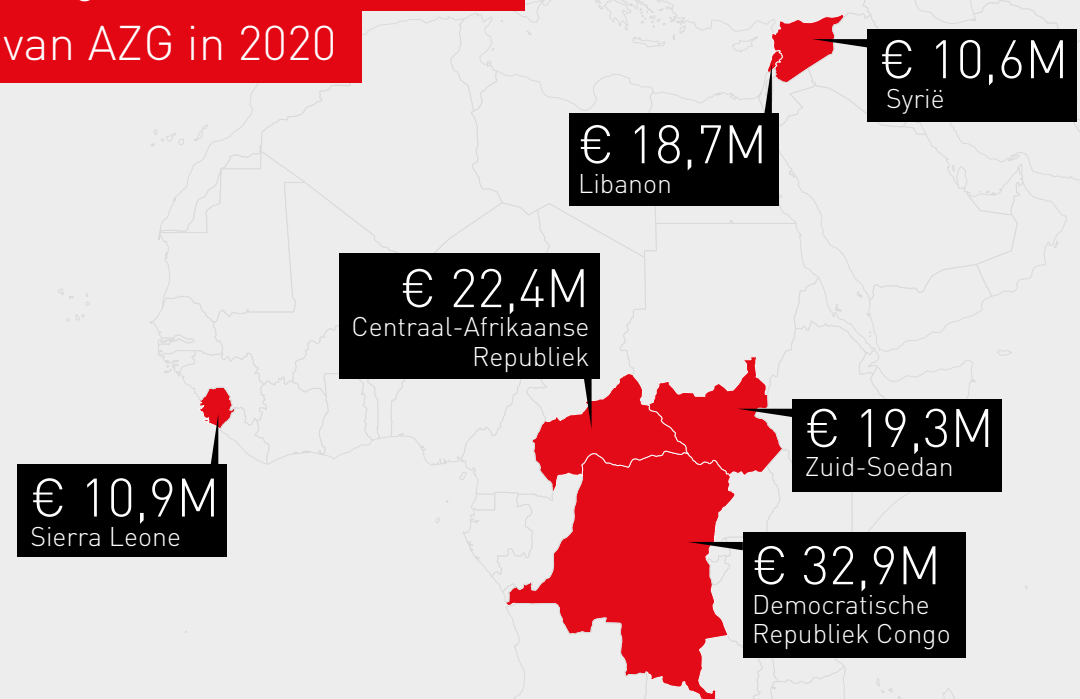 van AZG in 2020
€ 10,6M
Syrië
€ 18,7M
Libanon
€ 22,4M
Centraal-Afrikaanse
Republiek
€ 19,3M
Zuid-Soedan
€ 10,9M
Sierra Leone
€ 32,9M
Democratische
Republiek Congo